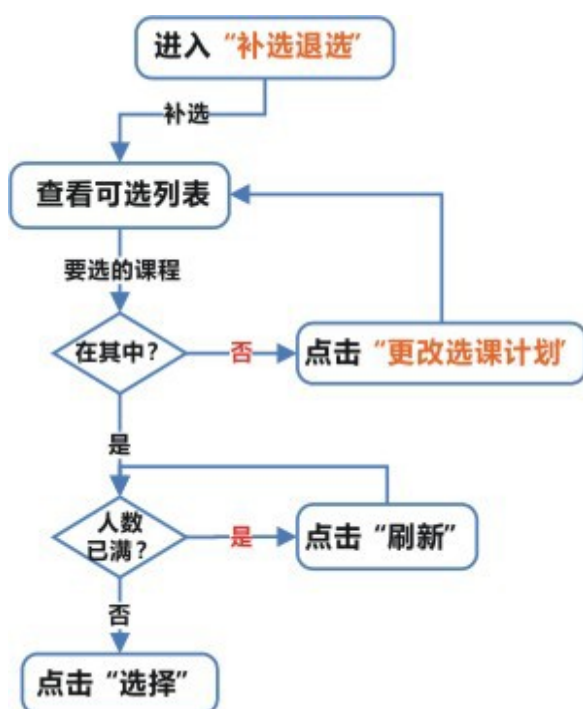 进入“补选退选”
补选
查看可选列表
要选的课程
在其中?
否
点击“更改选课计划”
是
人数
已满?
是
点击“刷新”
否
点击“选择”